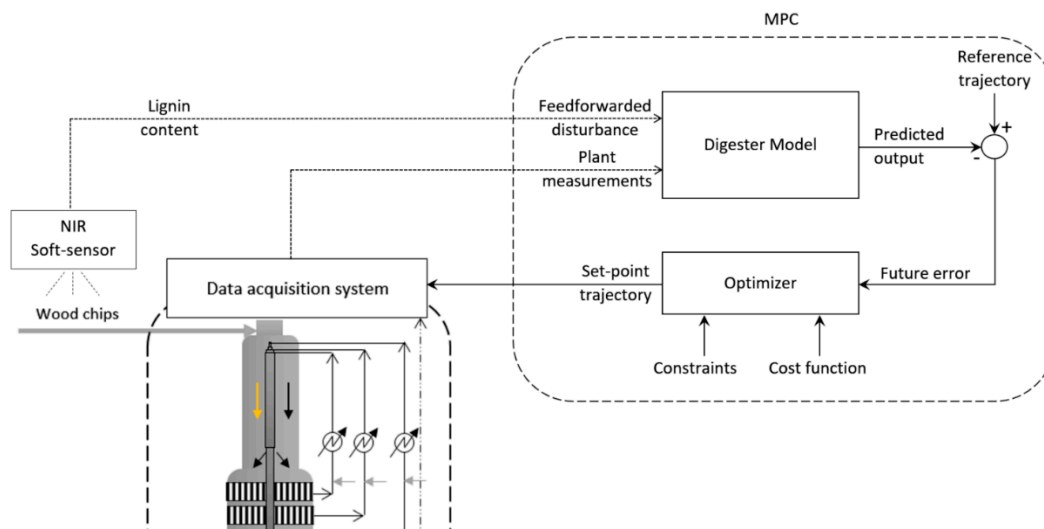 MPC
Reference
trajectory
Lignin
content
Feedforwarded
disturbance
+
Digester Model
Predicted
output
-
Plant
measurements
NIR
Soft-sensor
Data acquisition system
Set-point
trajectory
Optimizer
Future error
Wood chips
Constraints
Cost function